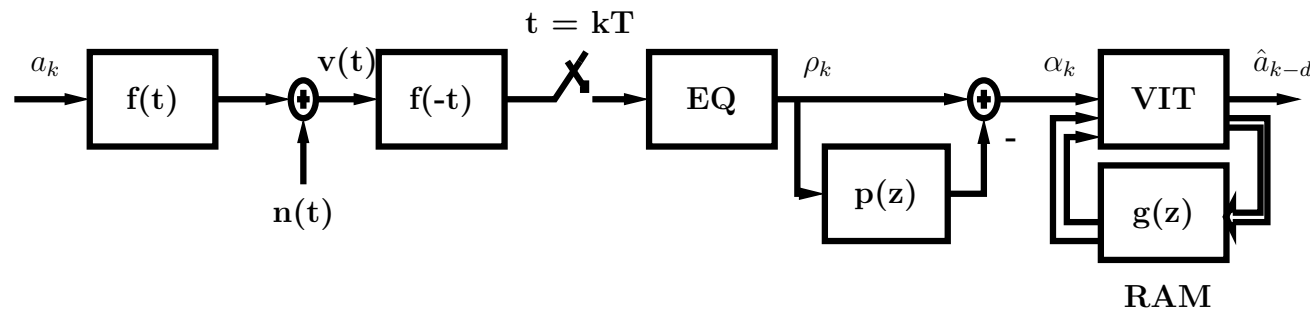 t = kT
a_k
v(t)
ρ_k
α_k
â_{k−d}
f(t)
+
f(-t)
EQ
+
VIT
-
n(t)
p(z)
g(z)
RAM